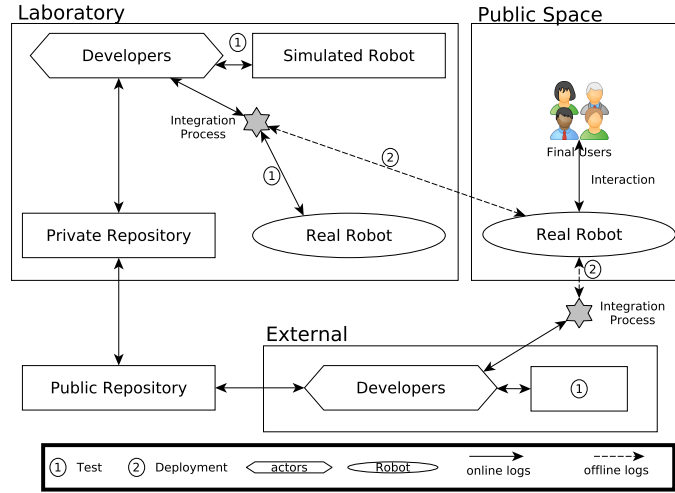 Laboratory
Public Space
Developers
1
Simulated Robot
Integration
Process
2
1
Final Users
Interaction
Private Repository
Real Robot
Real Robot
2
Integration
Process
External
Public Repository
Developers
1
1 Test
2 Deployment
actors
Robot
online logs
offline logs